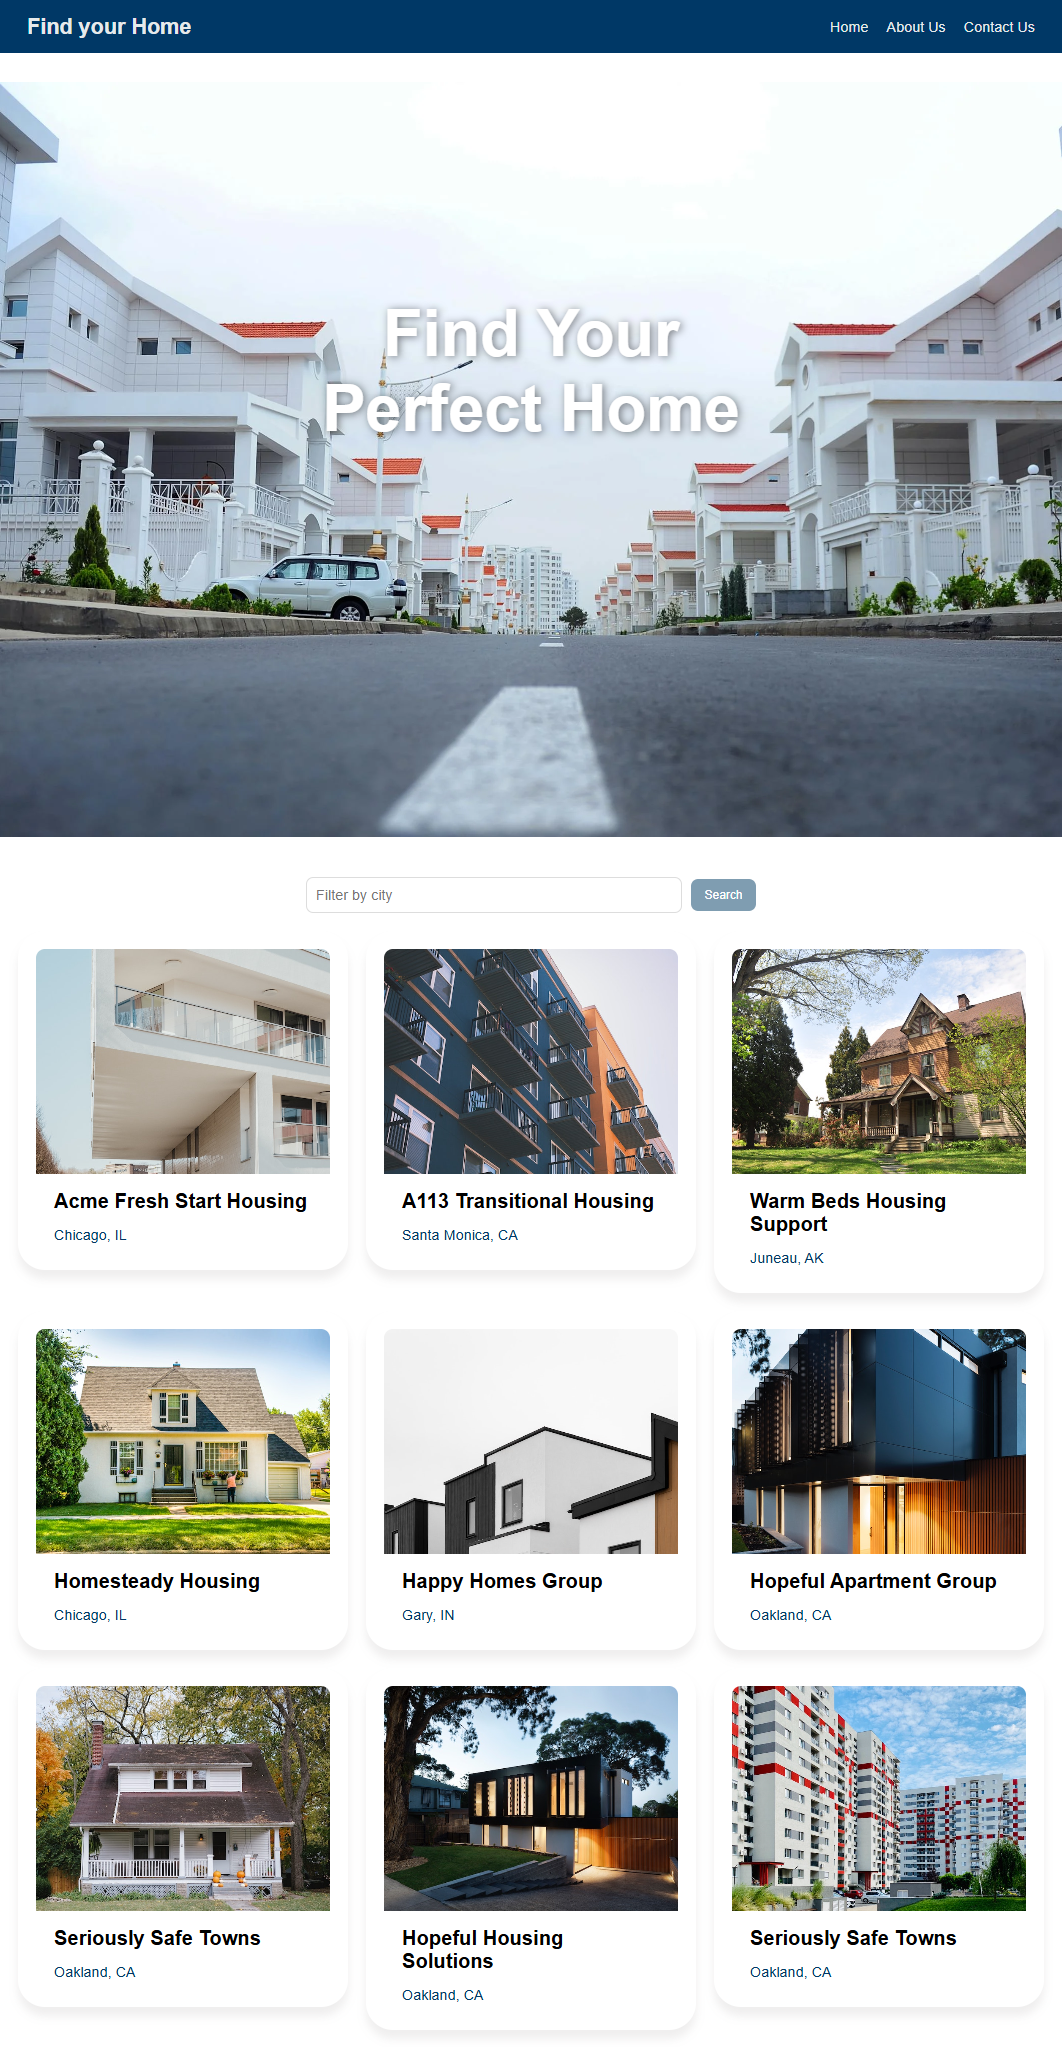 Find your Home
Home
About Us
Contact Us
Find Your
Perfect Home
Filter by city
Search
Acme Fresh Start Housing
Chicago, IL
A113 Transitional Housing
Santa Monica, CA
Warm Beds Housing
Support
Juneau, AK
Homesteady Housing
Chicago, IL
Happy Homes Group
Gary, IN
Hopeful Apartment Group
Oakland, CA
Seriously Safe Towns
Oakland, CA
Hopeful Housing
Solutions
Oakland, CA
Seriously Safe Towns
Oakland, CA